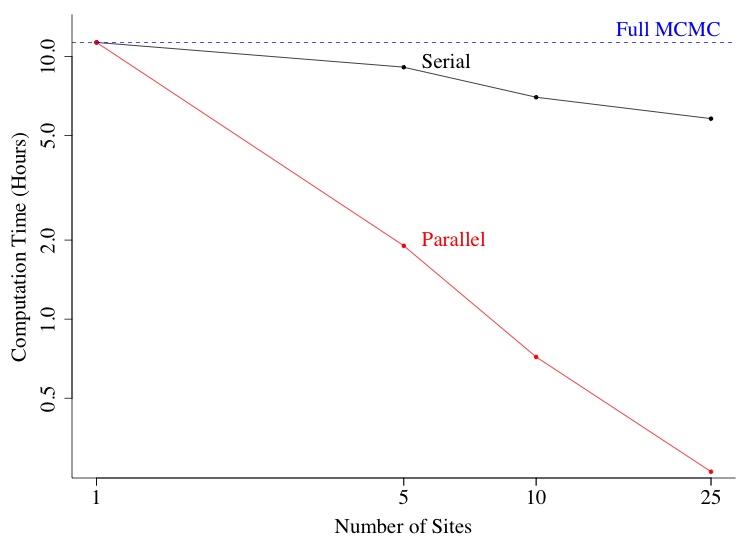 Full MCMC
Serial
Parallel
Computation Time (Hours)
10.0
5.0
2.0
1.0
0.5
1 5 10 25
Number of Sites